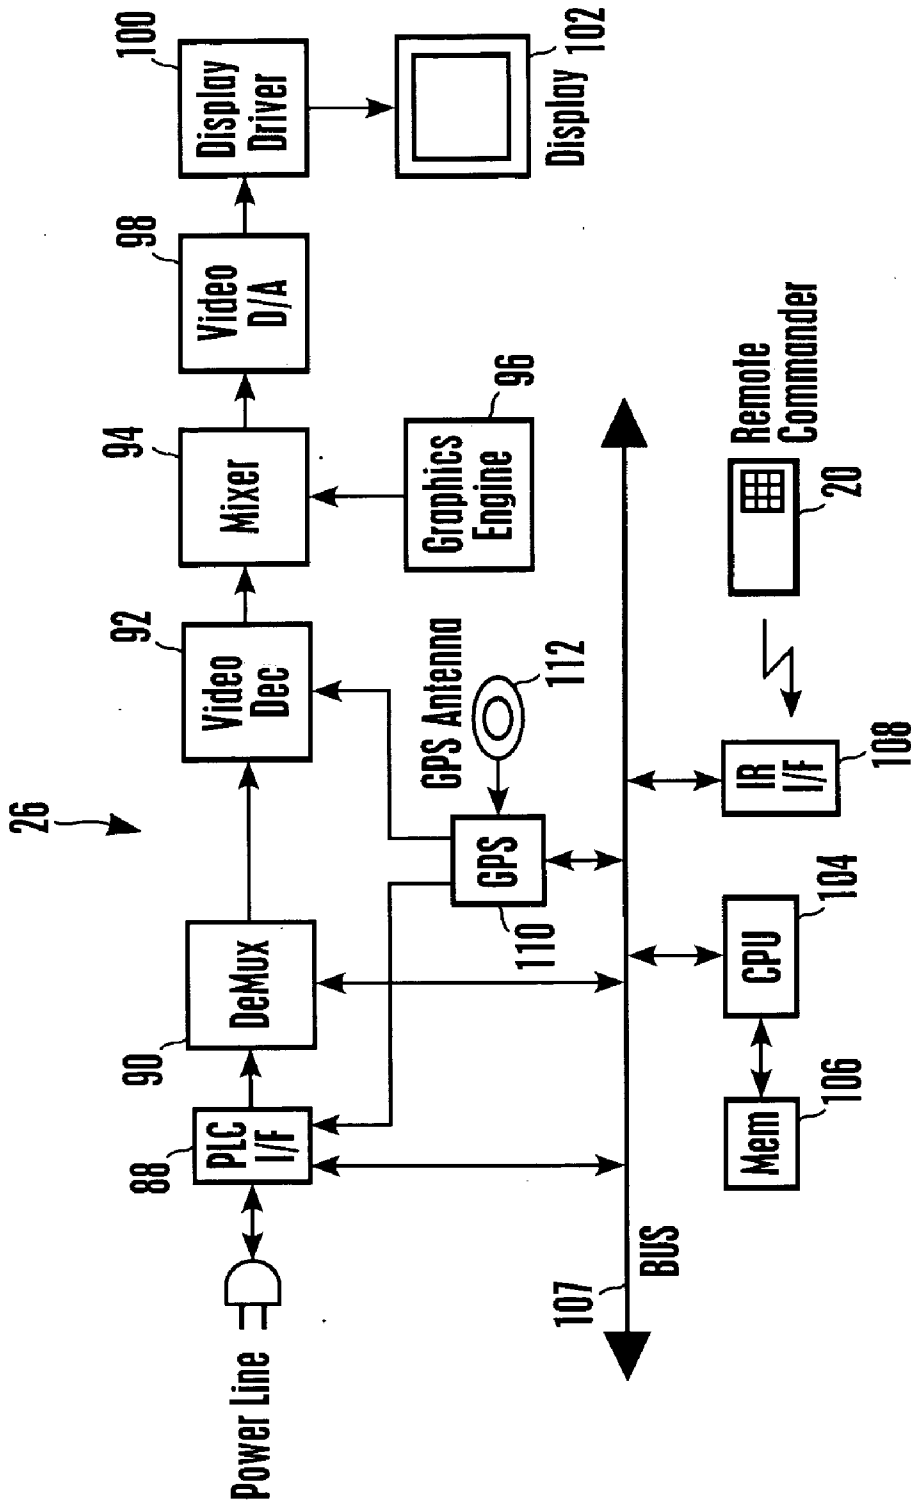 26
Power Line
88
PLC
I/F
90
DeMux
92
Video
Dec
94
Mixer
98
Video
D/A
100
Display
Driver
Display
102
Graphics
Engine
96
GPS Antenna
112
GPS
110
107
BUS
Mem
106
CPU
104
IR
I/F
108
Remote
Commander
20